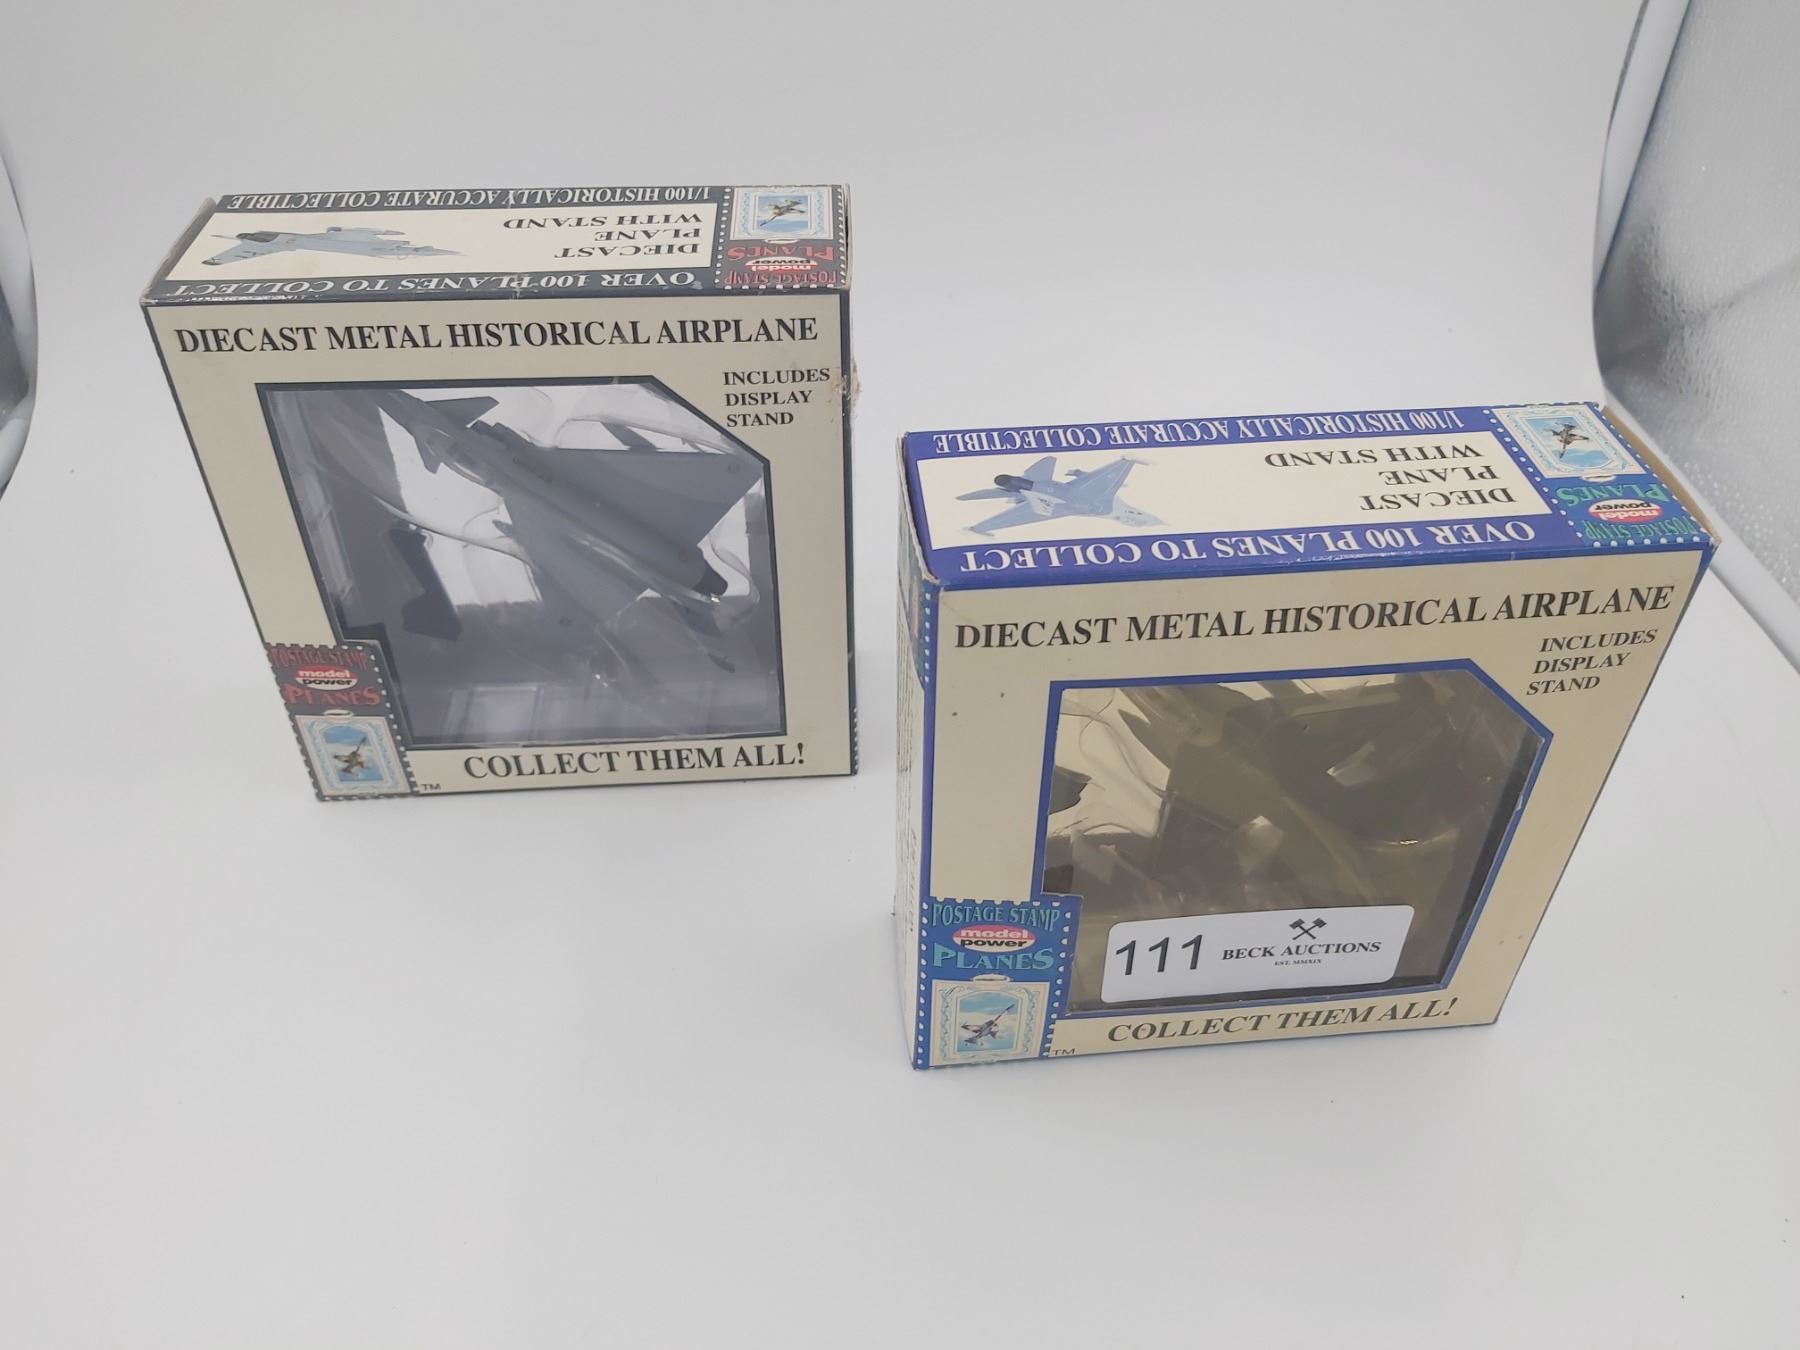 1/100 HISTORICALLY ACCURATE COLLECTIBLE
DIECAST
PLANE
WITH STAND
OVER 100 PLANES TO COLLECT
POSTAGE STAMP
model
power
PLANES
DIECAST METAL HISTORICAL AIRPLANE
INCLUDES
DISPLAY
STAND
POSTAGE STAMP
model
power
PLANES
TM
COLLECT THEM ALL!
1/100 HISTORICALLY ACCURATE COLLECTIBLE
DIECAST
PLANE
WITH STAND
OVER 100 PLANES TO COLLECT
POSTAGE STAMP
model
power
PLANES
DIECAST METAL HISTORICAL AIRPLANE
INCLUDES
DISPLAY
STAND
POSTAGE STAMP
model
power
PLANES
TM
111 BECK AUCTIONS
EST. MMXIX
COLLECT THEM ALL!